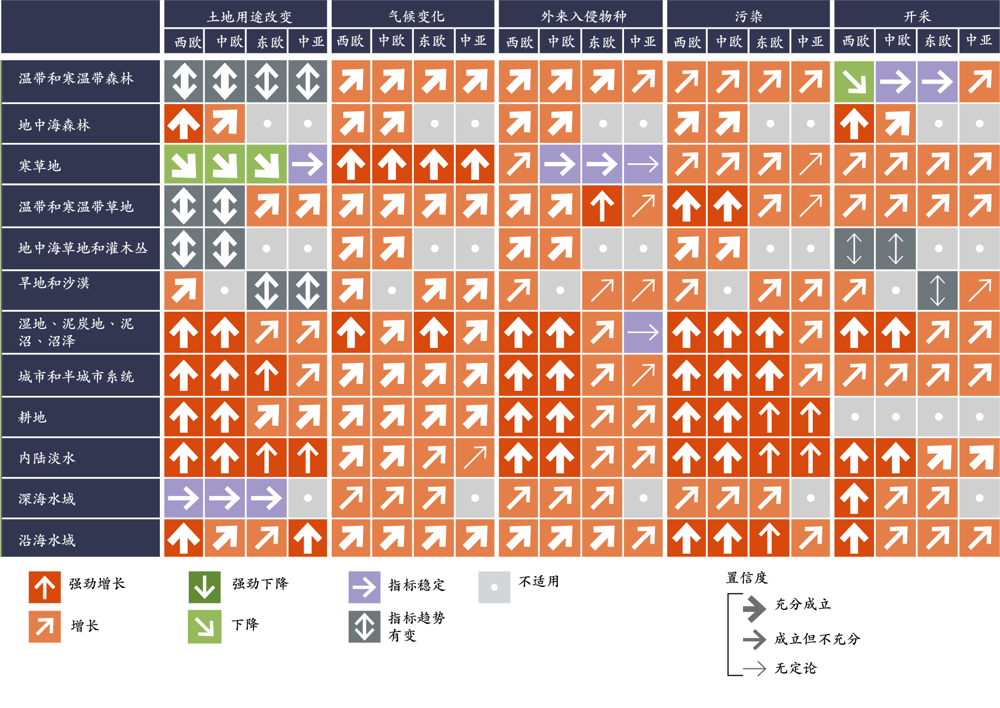 土地用途改变 气候变化 外来入侵物种 污染 开采
西欧 中欧 东欧 中亚 西欧 中欧 东欧 中亚 西欧 中欧 东欧 中亚 西欧 中欧 东欧 中亚 西欧 中欧 东欧 中亚
温带和寒温带森林
地中海森林
寒草地
温带和寒温带草地
地中海草地和灌木丛
旱地和沙漠
湿地、泥炭地、泥
沼、沼泽
城市和半城市系统
耕地
内陆淡水
深海水域
沿海水域
强劲增长 强劲下降 指标稳定 不适用
增长 下降 指标趋势
有变
置信度
充分成立
成立但不充分
无定论